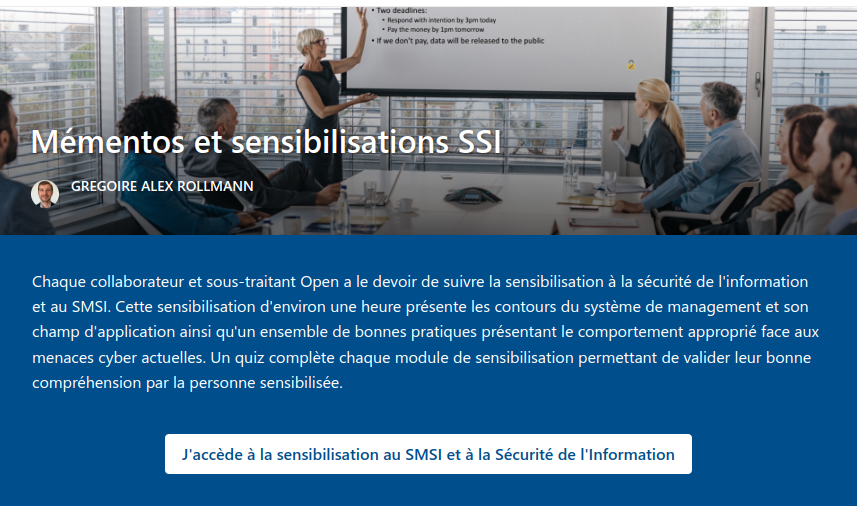 • Two deadlines:
• Respond with intention by 3pm today
• Pay the money by 1pm tomorrow
• If we don't pay, data will be released to the public
Mémentos et sensibilisations SSI
GREGOIRE ALEX ROLLMANN
Chaque collaborateur et sous-traitant Open a le devoir de suivre la sensibilisation à la sécurité de l'information
et au SMSI. Cette sensibilisation d'environ une heure présente les contours du système de management et son
champ d'application ainsi qu'un ensemble de bonnes pratiques présentant le comportement approprié face aux
menaces cyber actuelles. Un quiz complète chaque module de sensibilisation permettant de valider leur bonne
compréhension par la personne sensibilisée.
J'accède à la sensibilisation au SMSI et à la Sécurité de l'Information